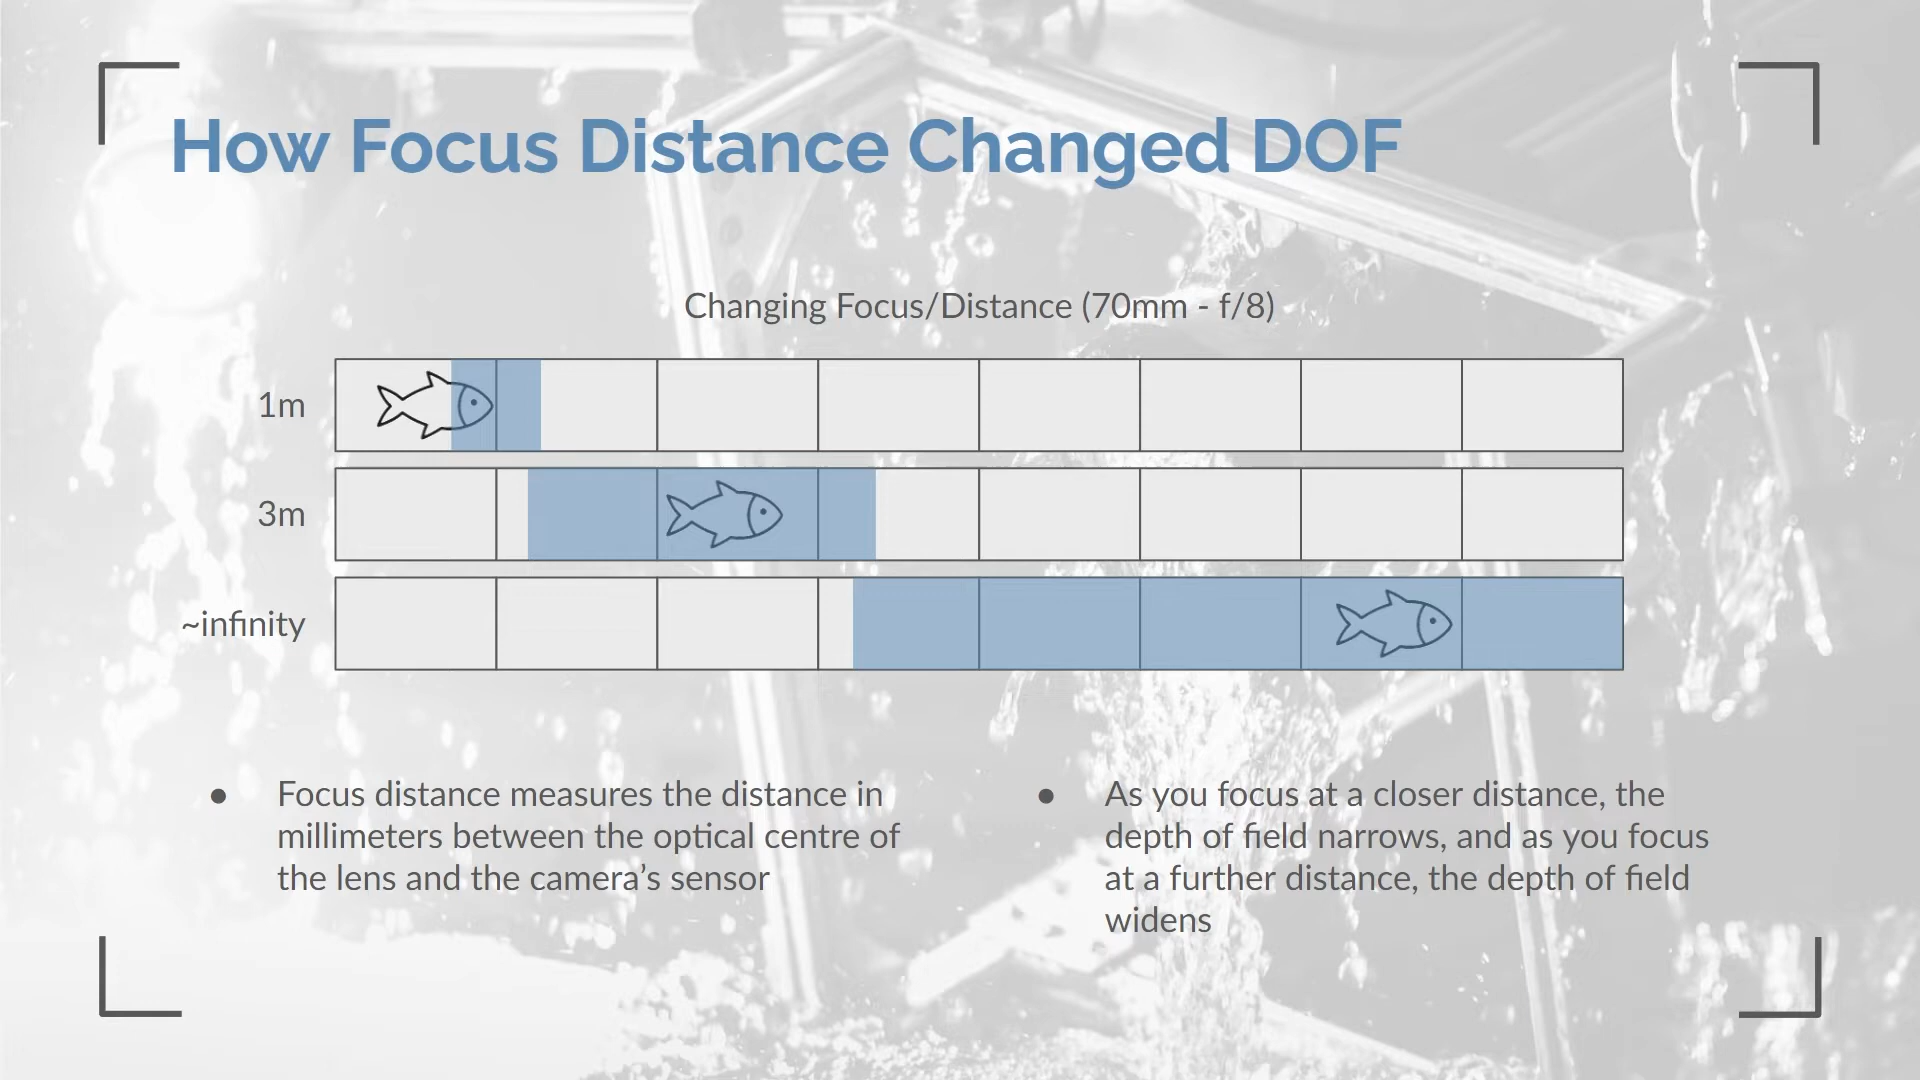 How Focus Distance Changed DOF
Changing Focus/Distance (70mm - f/8)
1m
3m
~infinity
● Focus distance measures the distance in
millimeters between the optical centre of
the lens and the camera’s sensor
● As you focus at a closer distance, the
depth of field narrows, and as you focus
at a further distance, the depth of field
widens